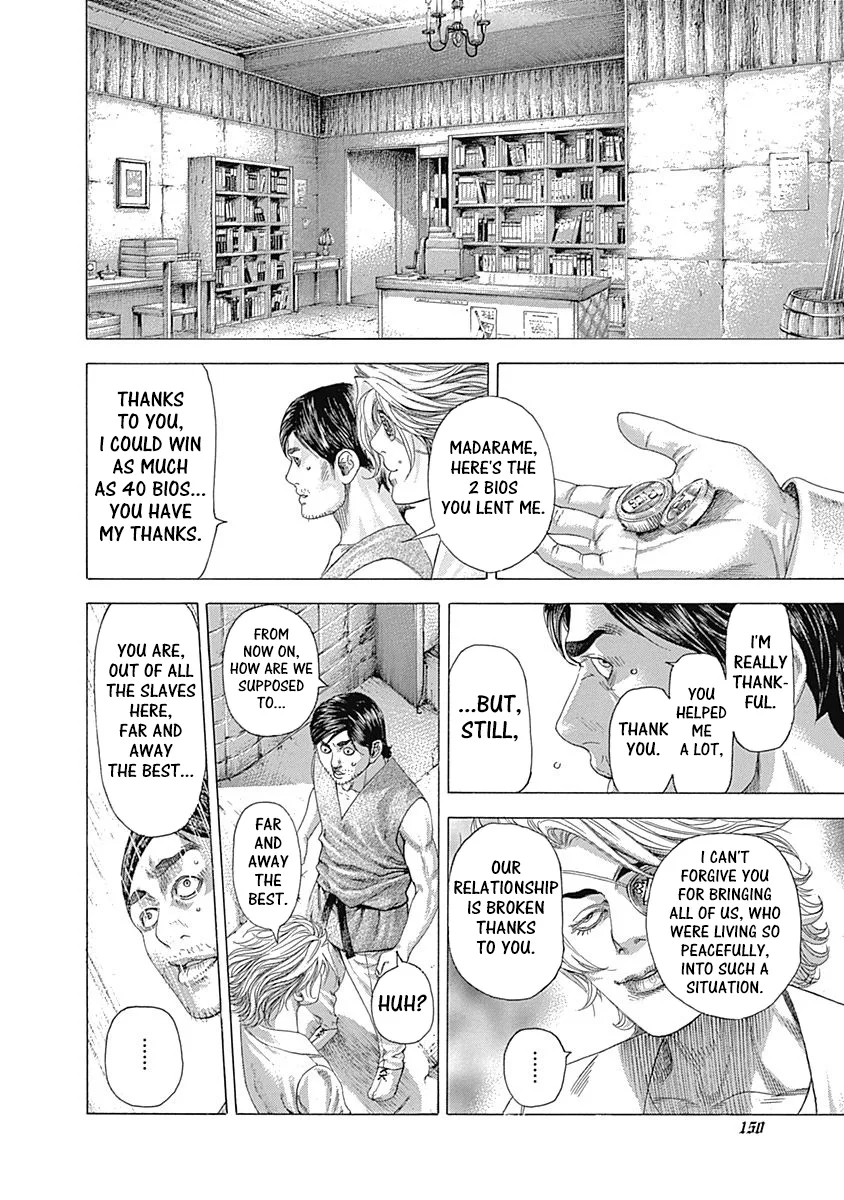 MADARAME,
HERE'S THE
2 BIOS
YOU LENT ME.
THANKS
TO YOU,
I COULD WIN
AS MUCH
AS 40 BIOS...
YOU HAVE
MY THANKS.
I'M
REALLY
THANK-
FUL.
YOU
HELPED
ME
A LOT,
THANK
YOU.
...BUT,
STILL,
I CAN'T
FORGIVE YOU
FOR BRINGING
ALL OF US, WHO
WERE LIVING SO
PEACEFULLY,
INTO SUCH A
SITUATION.
OUR
RELATIONSHIP
IS BROKEN
THANKS
TO YOU.
......
FROM
NOW ON,
HOW ARE WE
SUPPOSED
TO...
FAR
AND
AWAY
THE
BEST.
HUH?
YOU ARE,
OUT OF ALL
THE SLAVES
HERE,
FAR AND
AWAY
THE BEST...
......
150